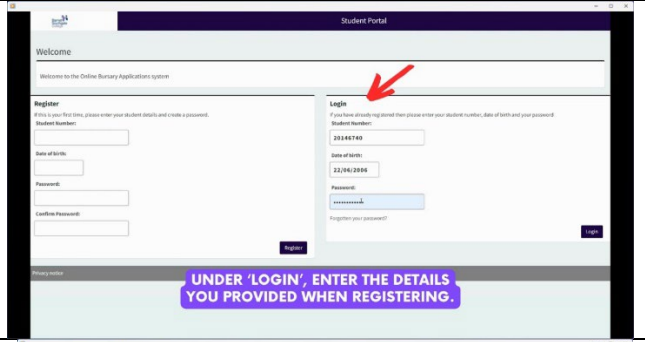 Student Portal
Welcome
Welcome to the Online Bursary Applications system
Register
If this is your first time, please enter your student details and create a password.
Student Number:
Date of birth:
Password:
Confirm Password:
Register
Login
If you have already registered then please enter your student number, date of birth and your password
Student Number:
20146740
Date of birth:
22/06/2006
Password:
Forgotten your password?
Login
Privacy notice
UNDER ‘LOGIN’, ENTER THE DETAILS
YOU PROVIDED WHEN REGISTERING.